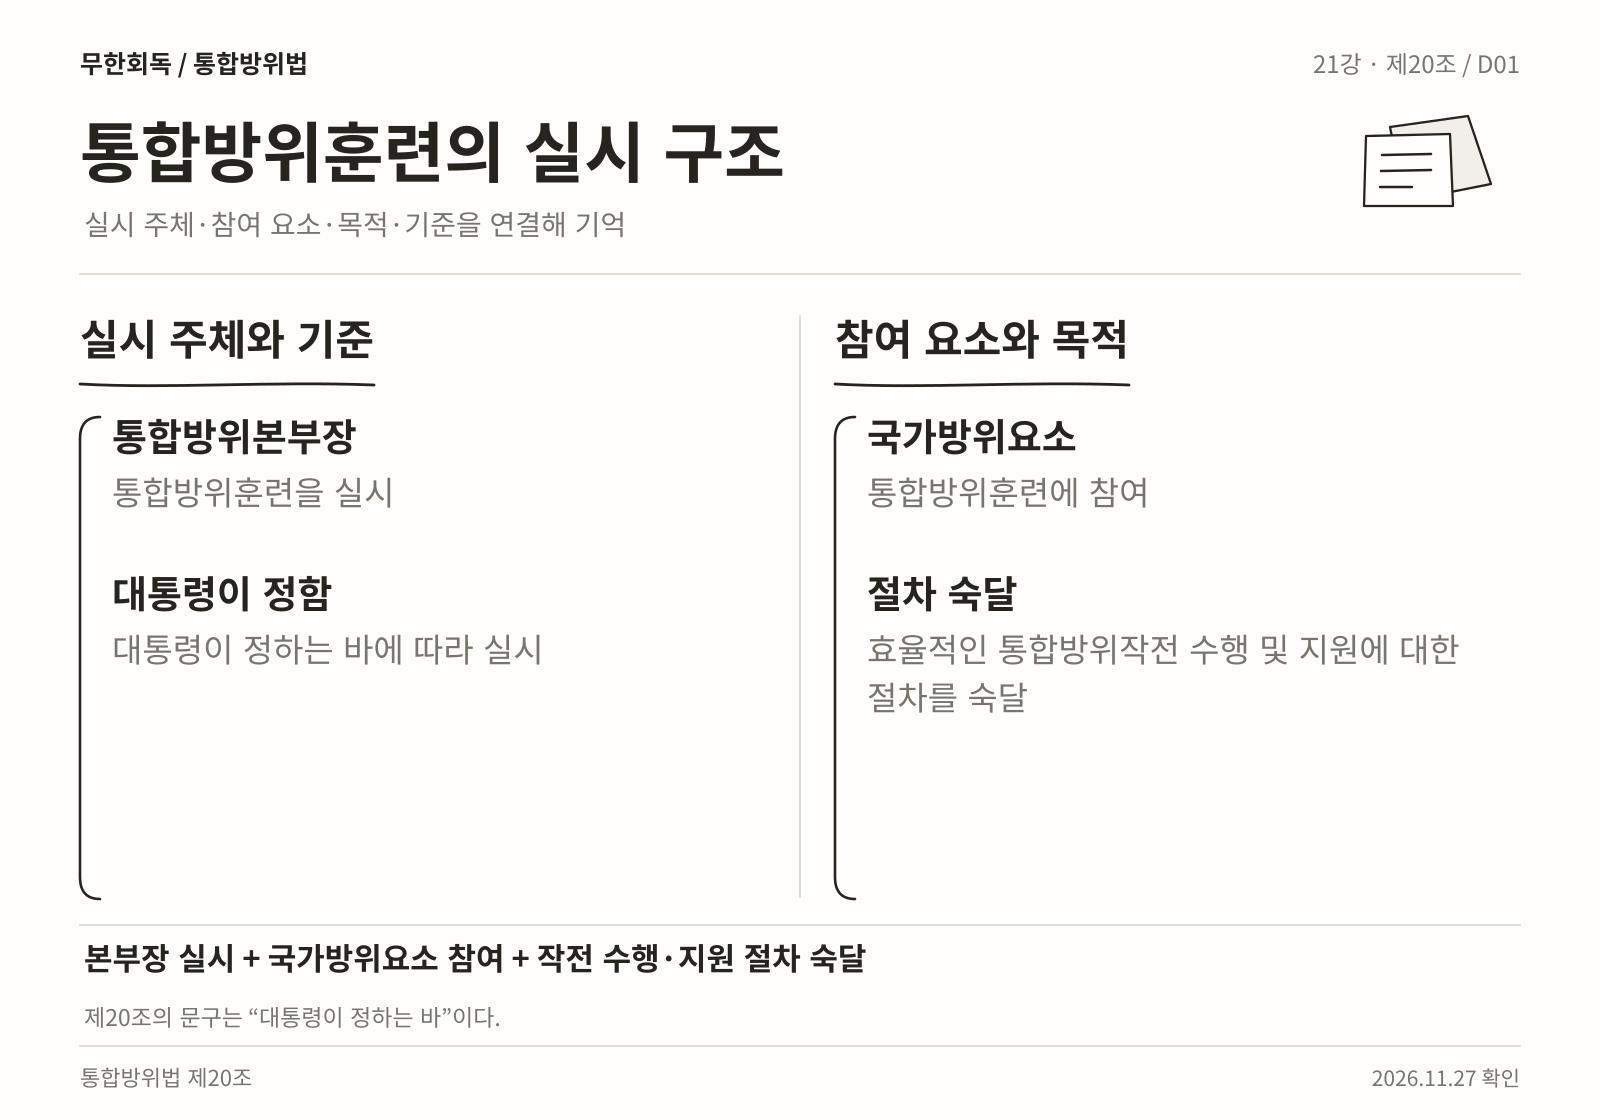 무한회독 / 통합방위법
21강 · 제20조 / D01
통합방위훈련의 실시 구조
실시 주체·참여 요소·목적·기준을 연결해 기억
실시 주체와 기준
통합방위본부장
통합방위훈련을 실시
대통령이 정함
대통령이 정하는 바에 따라 실시
참여 요소와 목적
국가방위요소
통합방위훈련에 참여
절차 숙달
효율적인 통합방위작전 수행 및 지원에 대한
절차를 숙달
본부장 실시 + 국가방위요소 참여 + 작전 수행·지원 절차 숙달
제20조의 문구는 “대통령이 정하는 바”이다.
통합방위법 제20조
2026.11.27 확인